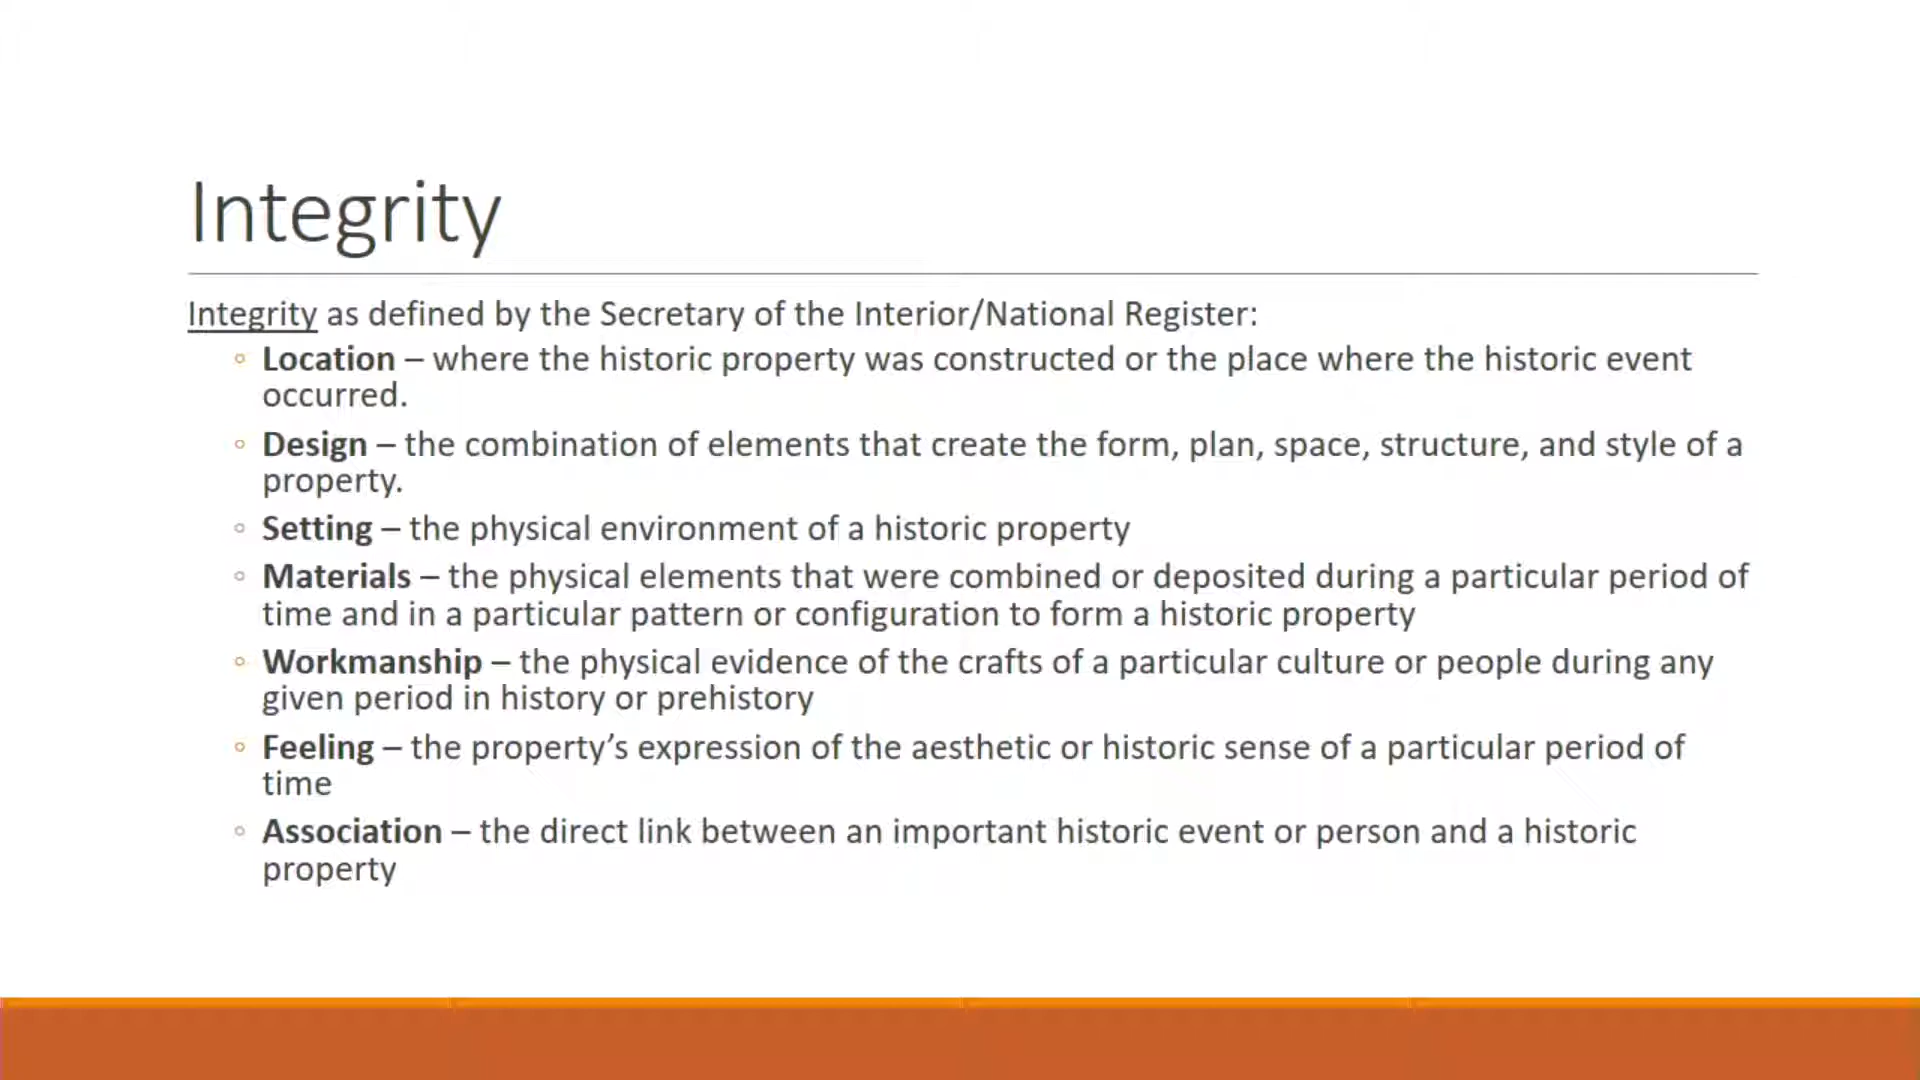 Integrity
Integrity as defined by the Secretary of the Interior/National Register:
◦ Location – where the historic property was constructed or the place where the historic event
occurred.
◦ Design – the combination of elements that create the form, plan, space, structure, and style of a
property.
◦ Setting – the physical environment of a historic property
◦ Materials – the physical elements that were combined or deposited during a particular period of
time and in a particular pattern or configuration to form a historic property
◦ Workmanship – the physical evidence of the crafts of a particular culture or people during any
given period in history or prehistory
◦ Feeling – the property’s expression of the aesthetic or historic sense of a particular period of
time
◦ Association – the direct link between an important historic event or person and a historic
property